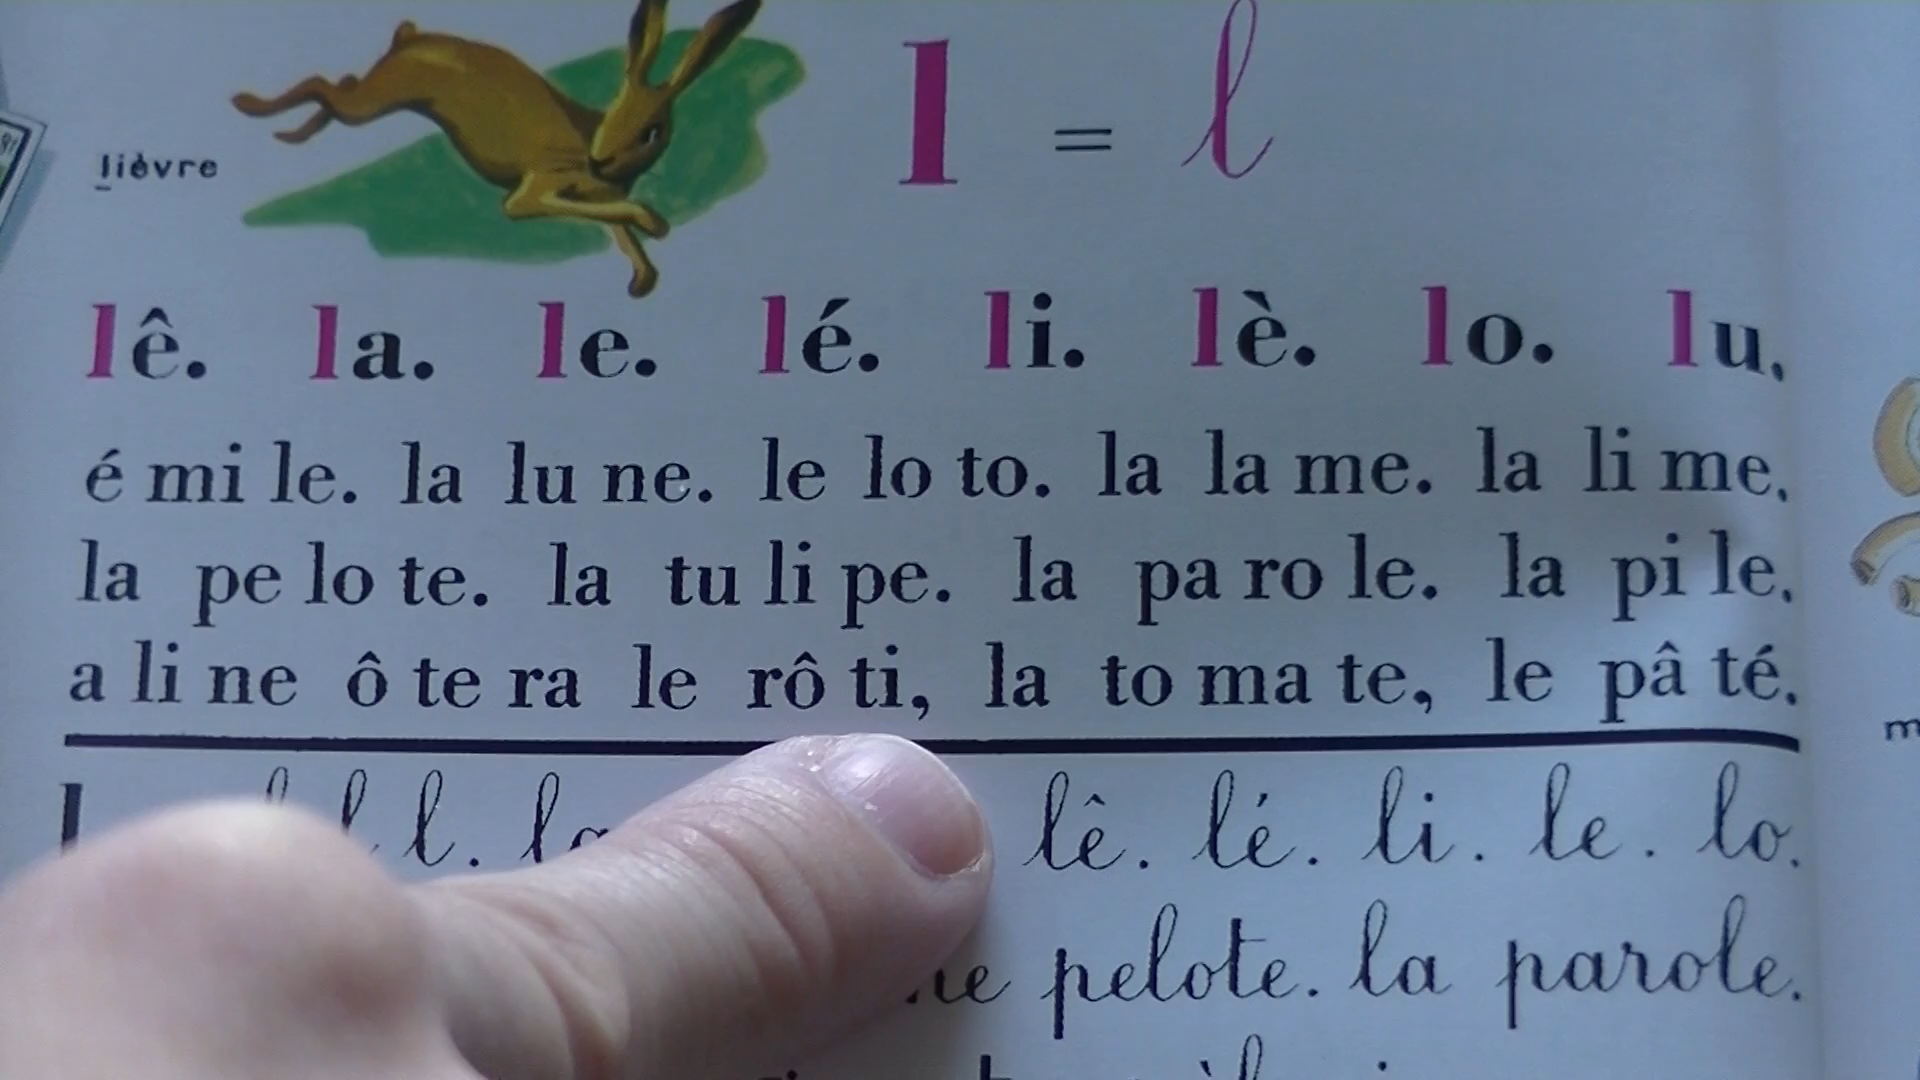 l = l
lièvre
lê. la. le. lé. li. lè. lo. lu.
é mi le. la lu ne. le lo to. la la me. la li me.
la pe lo te. la tu li pe. la pa ro le. la pi le.
a li ne ô te ra le rô ti, la to ma te, le pâ té.
l l l l. lê. lé. li. le. lo.
pelote. la parole.